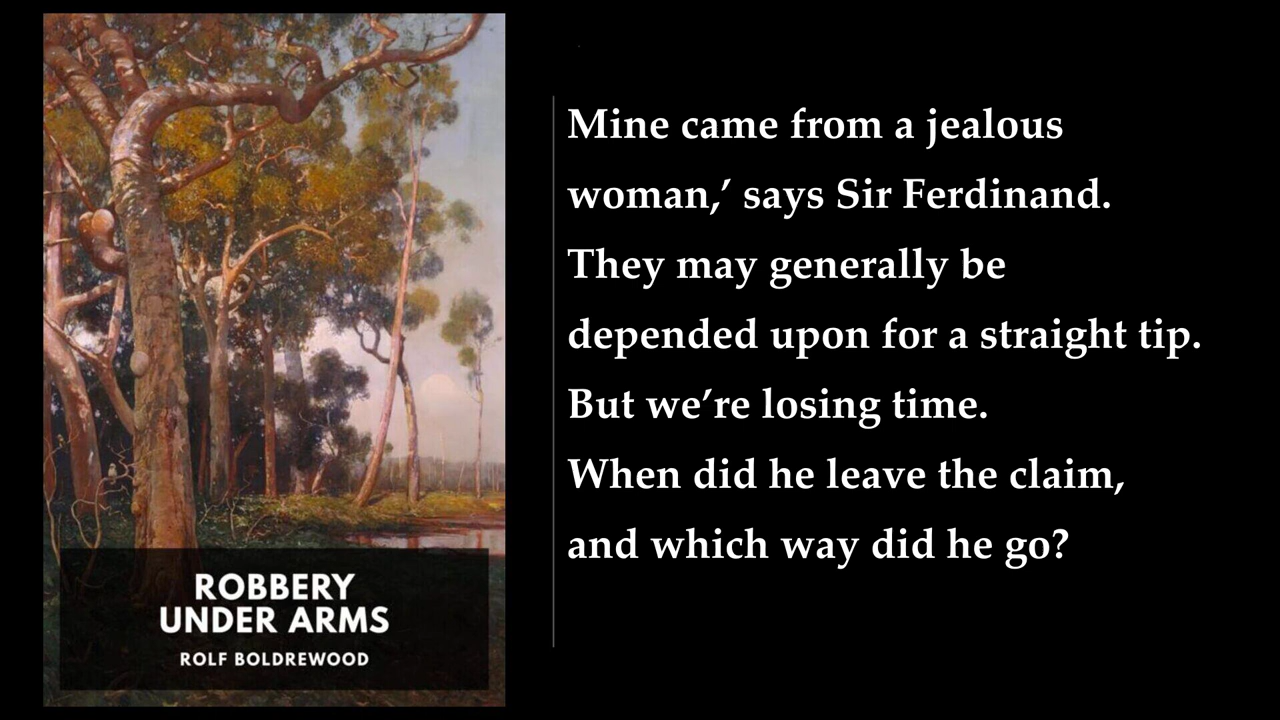 ROBBERY
UNDER ARMS
ROLF BOLDREWOOD
Mine came from a jealous
woman,’ says Sir Ferdinand.
They may generally be
depended upon for a straight tip.
But we’re losing time.
When did he leave the claim,
and which way did he go?